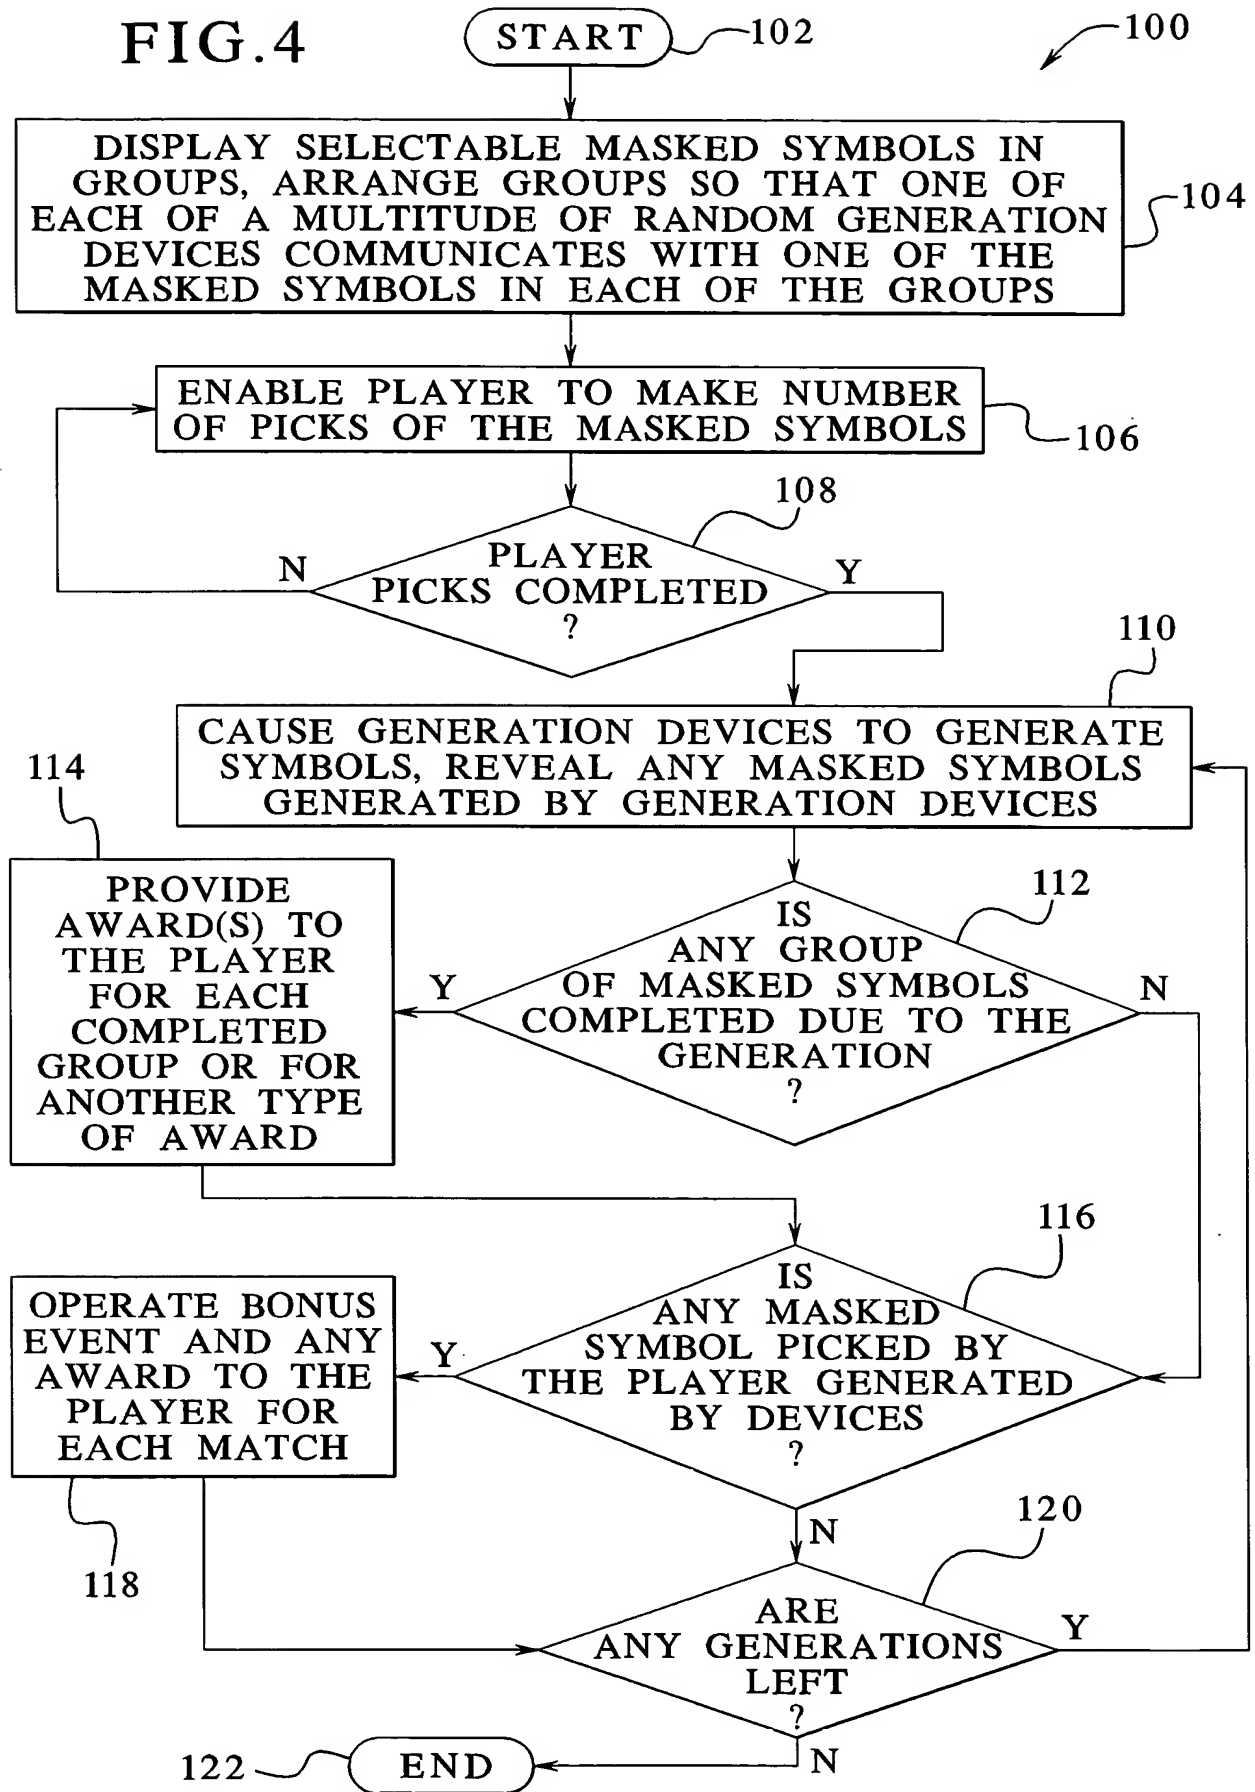 FIG.4
START
102
100
DISPLAY SELECTABLE MASKED SYMBOLS IN
GROUPS, ARRANGE GROUPS SO THAT ONE OF
EACH OF A MULTITUDE OF RANDOM GENERATION
DEVICES COMMUNICATES WITH ONE OF THE
MASKED SYMBOLS IN EACH OF THE GROUPS
104
ENABLE PLAYER TO MAKE NUMBER
OF PICKS OF THE MASKED SYMBOLS
106
108
PLAYER
PICKS COMPLETED
?
N
Y
110
CAUSE GENERATION DEVICES TO GENERATE
SYMBOLS, REVEAL ANY MASKED SYMBOLS
GENERATED BY GENERATION DEVICES
114
PROVIDE
AWARD(S) TO
THE PLAYER
FOR EACH
COMPLETED
GROUP OR FOR
ANOTHER TYPE
OF AWARD
112
IS
ANY GROUP
OF MASKED SYMBOLS
COMPLETED DUE TO THE
GENERATION
?
Y
N
116
IS
ANY MASKED
SYMBOL PICKED BY
THE PLAYER GENERATED
BY DEVICES
?
Y
N
OPERATE BONUS
EVENT AND ANY
AWARD TO THE
PLAYER FOR
EACH MATCH
118
120
ARE
ANY GENERATIONS
LEFT
?
Y
N
122
END